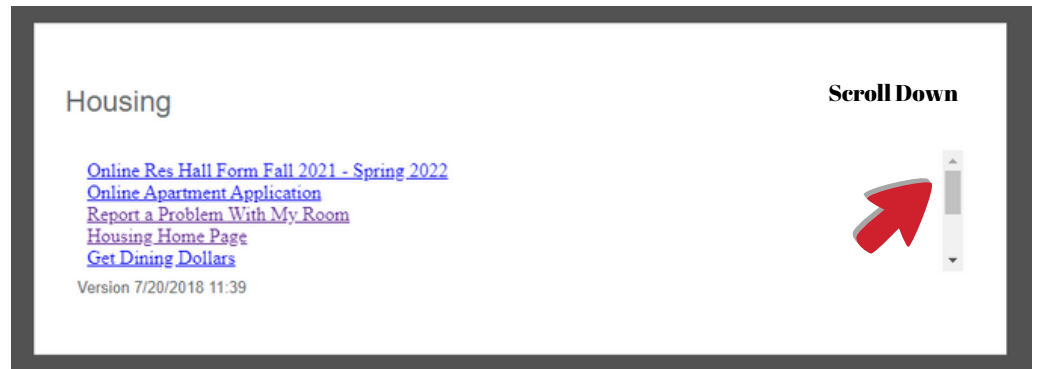 Housing
Scroll Down
Online Res Hall Form Fall 2021 - Spring 2022
Online Apartment Application
Report a Problem With My Room
Housing Home Page
Get Dining Dollars
Version 7/20/2018 11:39